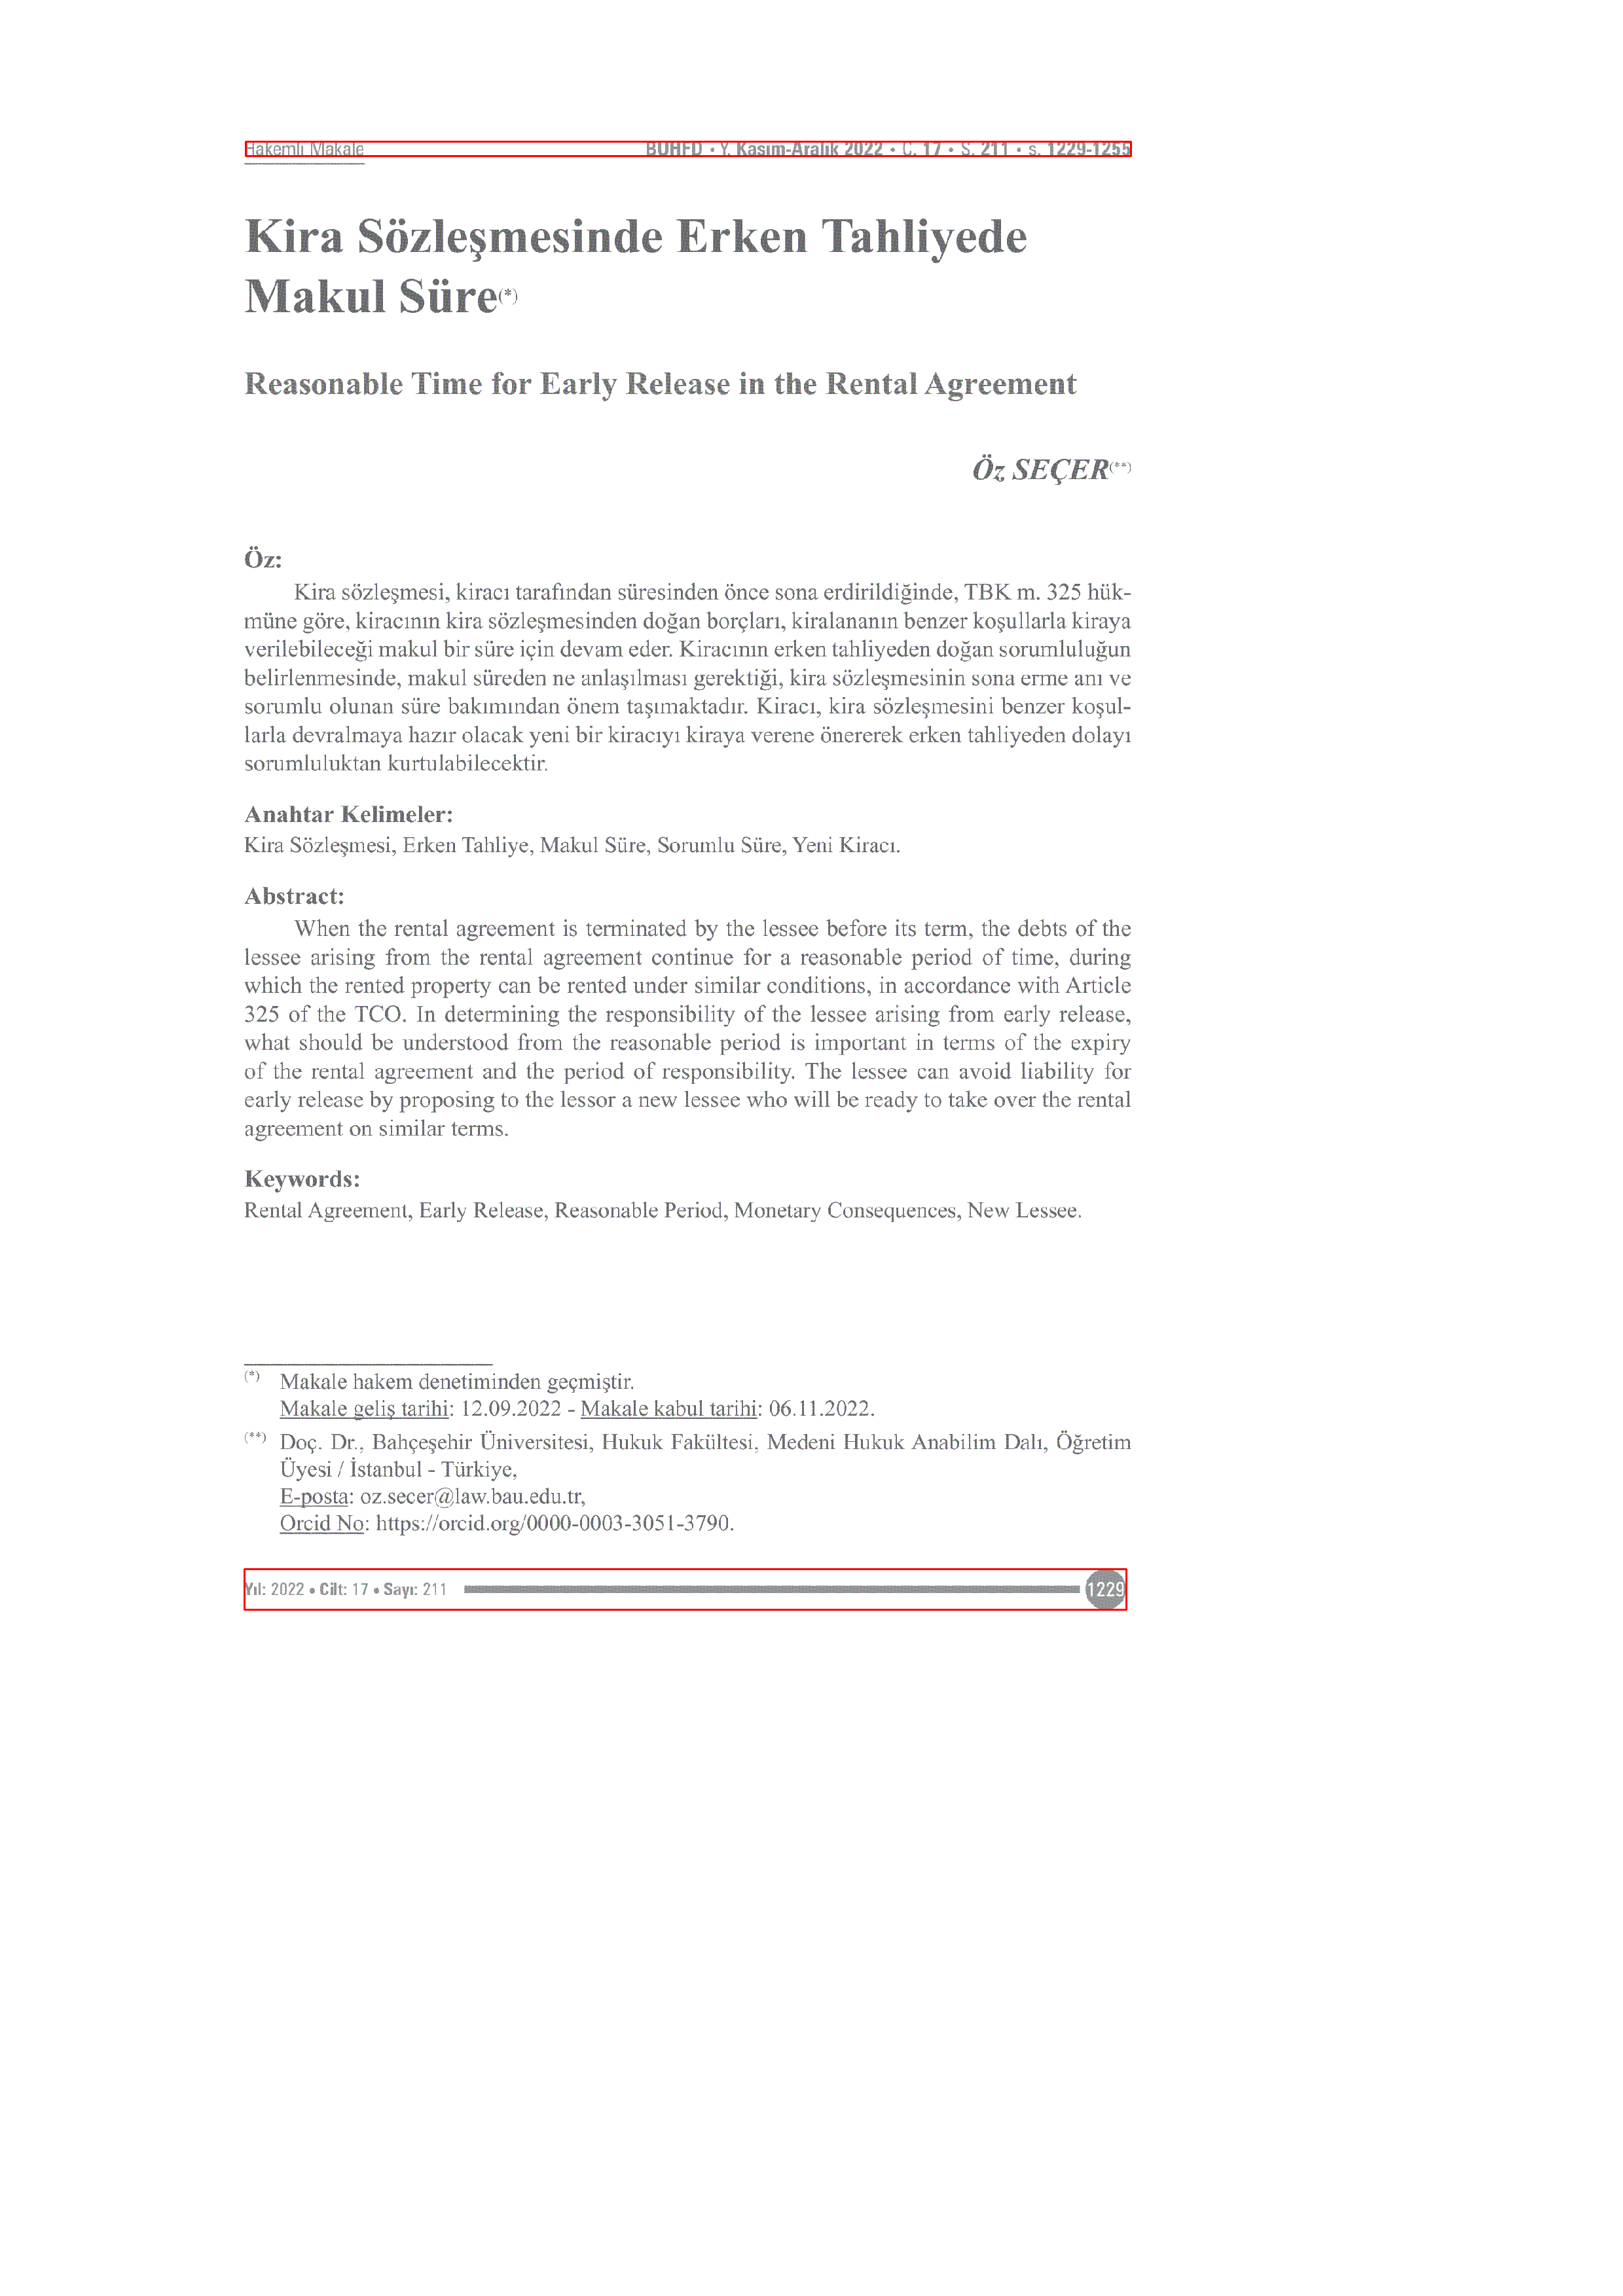 Hakemli Makale BÜHFD • Y. Kasım-Aralık 2022 • C. 17 • S. 211 • s. 1229-1255
Kira Sözleşmesinde Erken Tahliyede
Makul Süre(*)
Reasonable Time for Early Release in the Rental Agreement
Öz SEÇER(**)
Öz:
Kira sözleşmesi, kiracı tarafından süresinden önce sona erdirildiğinde, TBK m. 325 hük-
müne göre, kiracının kira sözleşmesinden doğan borçları, kiralananın benzer koşullarla kiraya
verilebileceği makul bir süre için devam eder. Kiracının erken tahliyeden doğan sorumluluğun
belirlenmesinde, makul süreden ne anlaşılması gerektiği, kira sözleşmesinin sona erme anı ve
sorumlu olunan süre bakımından önem taşımaktadır. Kiracı, kira sözleşmesini benzer koşul-
larla devralmaya hazır olacak yeni bir kiracıyı kiraya verene önererek erken tahliyeden dolayı
sorumluluktan kurtulabilecektir.
Anahtar Kelimeler:
Kira Sözleşmesi, Erken Tahliye, Makul Süre, Sorumlu Süre, Yeni Kiracı.
Abstract:
When the rental agreement is terminated by the lessee before its term, the debts of the
lessee arising from the rental agreement continue for a reasonable period of time, during
which the rented property can be rented under similar conditions, in accordance with Article
325 of the TCO. In determining the responsibility of the lessee arising from early release,
what should be understood from the reasonable period is important in terms of the expiry
of the rental agreement and the period of responsibility. The lessee can avoid liability for
early release by proposing to the lessor a new lessee who will be ready to take over the rental
agreement on similar terms.
Keywords:
Rental Agreement, Early Release, Reasonable Period, Monetary Consequences, New Lessee.
(*) Makale hakem denetiminden geçmiştir.
Makale geliş tarihi: 12.09.2022 - Makale kabul tarihi: 06.11.2022.
(**) Doç. Dr., Bahçeşehir Üniversitesi, Hukuk Fakültesi, Medeni Hukuk Anabilim Dalı, Öğretim
Üyesi / İstanbul - Türkiye,
E-posta: oz.secer@law.bau.edu.tr,
Orcid No: https://orcid.org/0000-0003-3051-3790.
Yıl: 2022 • Cilt: 17 • Sayı: 211 1229